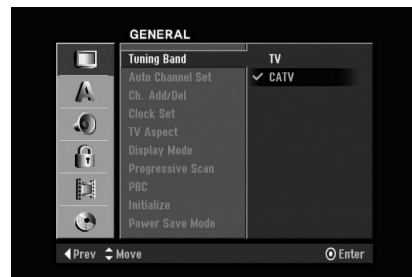 GENERAL
Tuning Band TV
Auto Channel Set ✓ CATV
Ch. Add/Del
Clock Set
TV Aspect
Display Mode
Progressive Scan
PBC
Initialize
Power Save Mode
Prev Move Enter